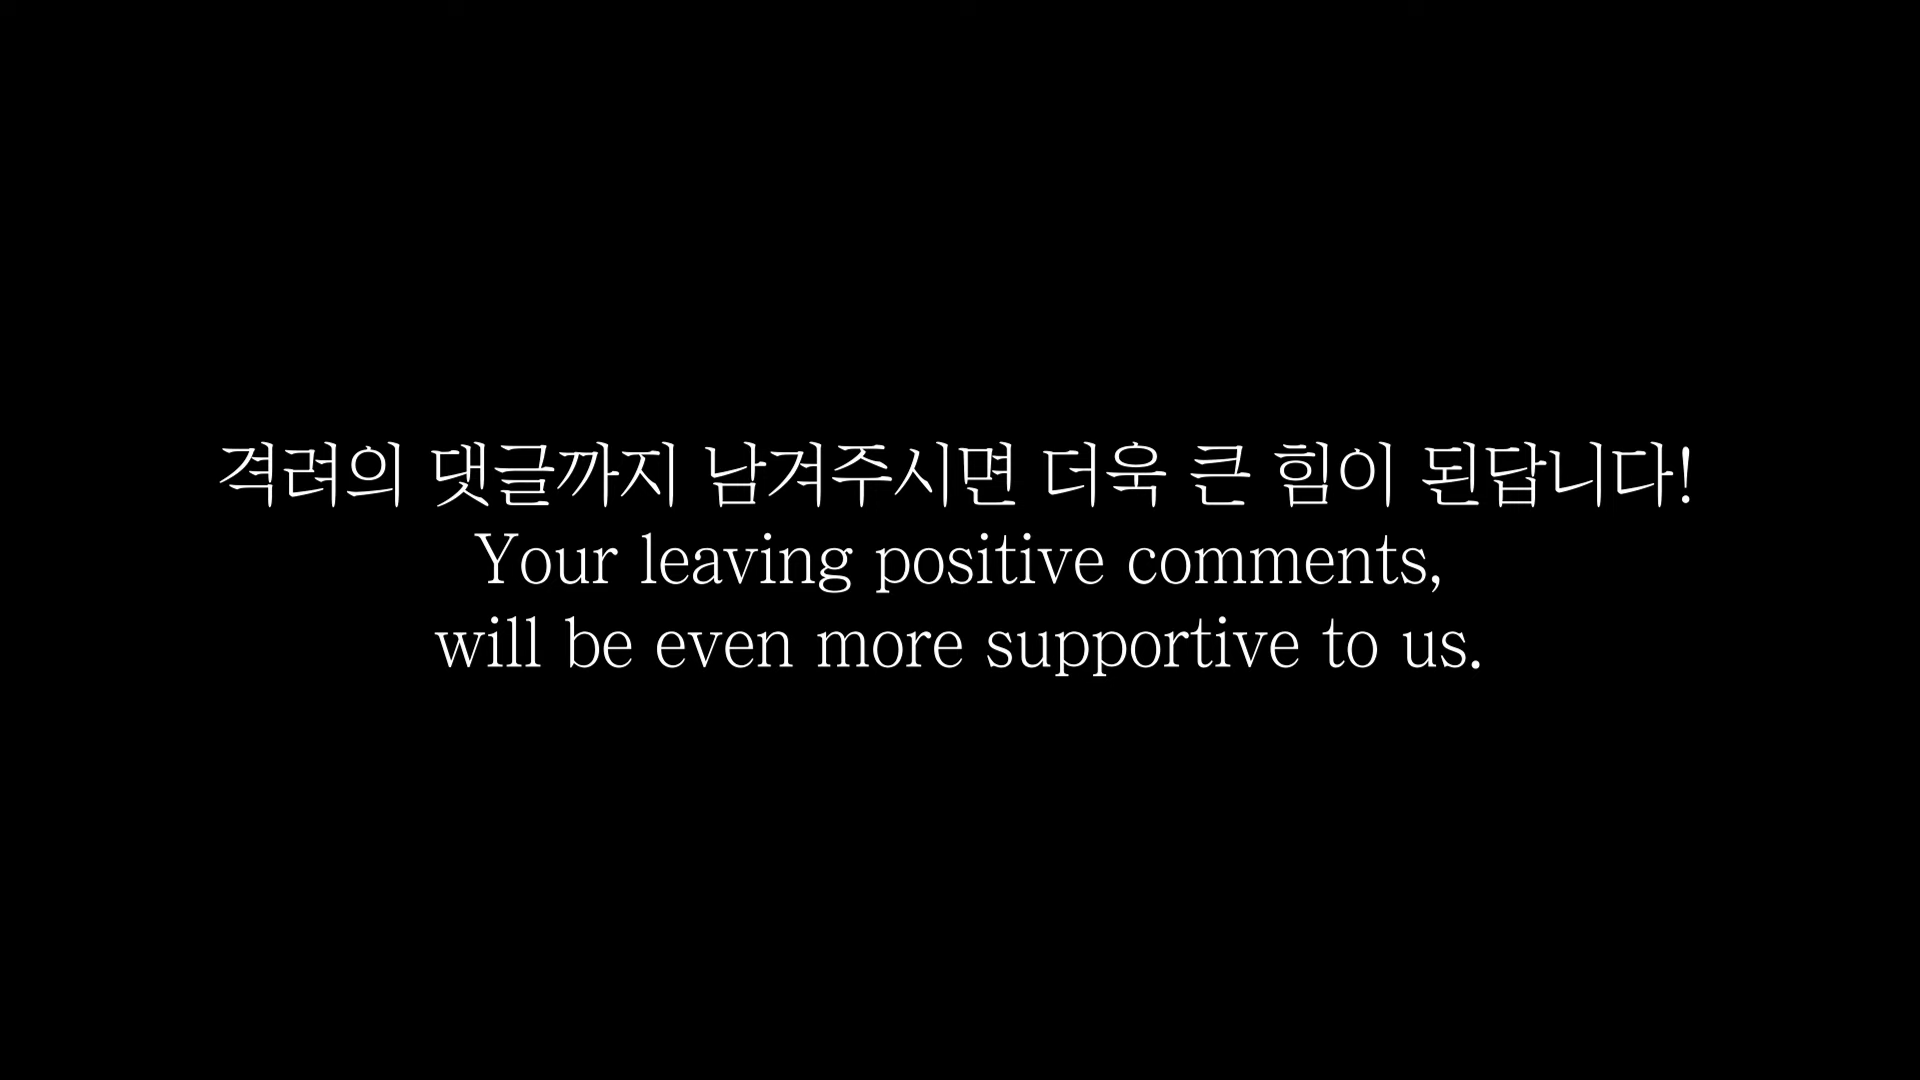 격려의 댓글까지 남겨주시면 더욱 큰 힘이 된답니다!
Your leaving positive comments,
will be even more supportive to us.